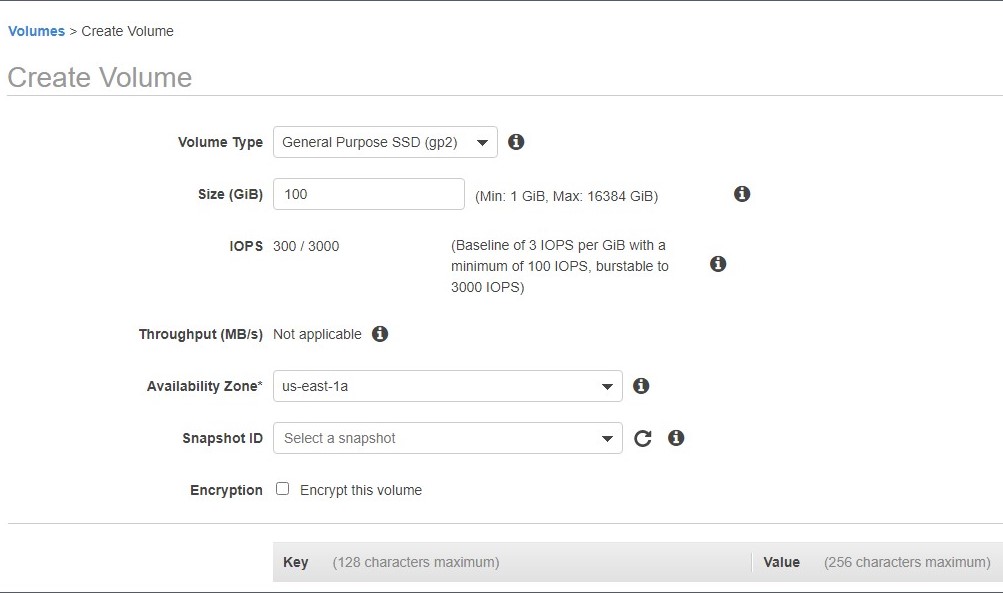 Volumes > Create Volume
Create Volume
Volume Type General Purpose SSD (gp2)
Size (GiB) 100 (Min: 1 GiB, Max: 16384 GiB)
IOPS 300 / 3000 (Baseline of 3 IOPS per GiB with a
minimum of 100 IOPS, burstable to
3000 IOPS)
Throughput (MB/s) Not applicable
Availability Zone* us-east-1a
Snapshot ID Select a snapshot
Encryption Encrypt this volume
Key (128 characters maximum) Value (256 characters maximum)